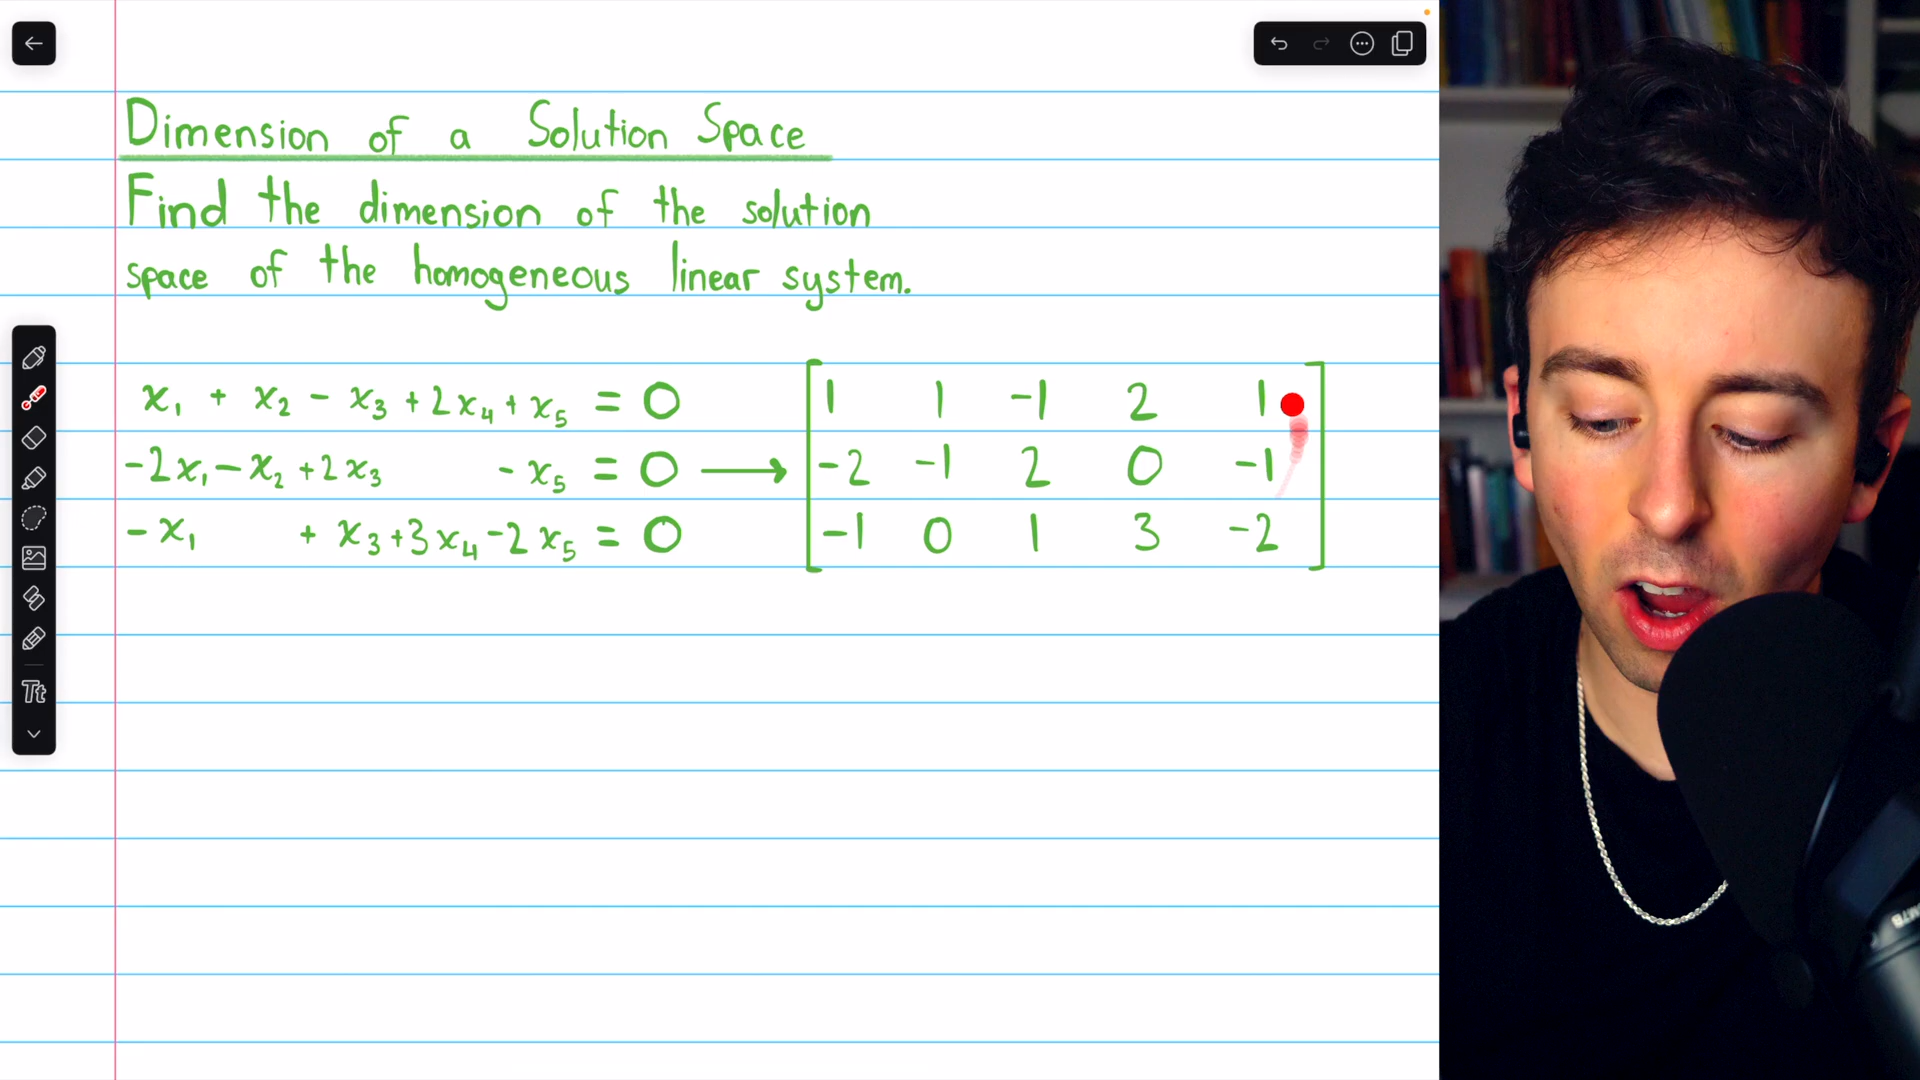 Dimension of a Solution Space
Find the dimension of the solution
space of the homogeneous linear system.
x₁ + x₂ - x₃ + 2x₄ + x₅ = 0
-2x₁ - x₂ + 2x₃ - x₅ = 0
-x₁ + x₃ + 3x₄ - 2x₅ = 0
→
1 1 -1 2 1
-2 -1 2 0 -1
-1 0 1 3 -2
Tt